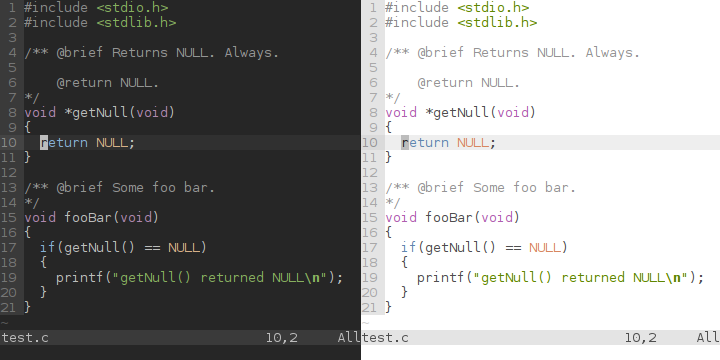 1 #include <stdio.h>
2 #include <stdlib.h>
3
4 /** @brief Returns NULL. Always.
5
6     @return NULL.
7 */
8 void *getNull(void)
9 {
10   return NULL;
11 }
12
13 /** @brief Some foo bar.
14 */
15 void fooBar(void)
16 {
17   if(getNull() == NULL)
18   {
19     printf("getNull() returned NULL\n");
20   }
21 }
~
test.c 10,2 All
1 #include <stdio.h>
2 #include <stdlib.h>
3
4 /** @brief Returns NULL. Always.
5
6     @return NULL.
7 */
8 void *getNull(void)
9 {
10   return NULL;
11 }
12
13 /** @brief Some foo bar.
14 */
15 void fooBar(void)
16 {
17   if(getNull() == NULL)
18   {
19     printf("getNull() returned NULL\n");
20   }
21 }
~
test.c 10,2 All